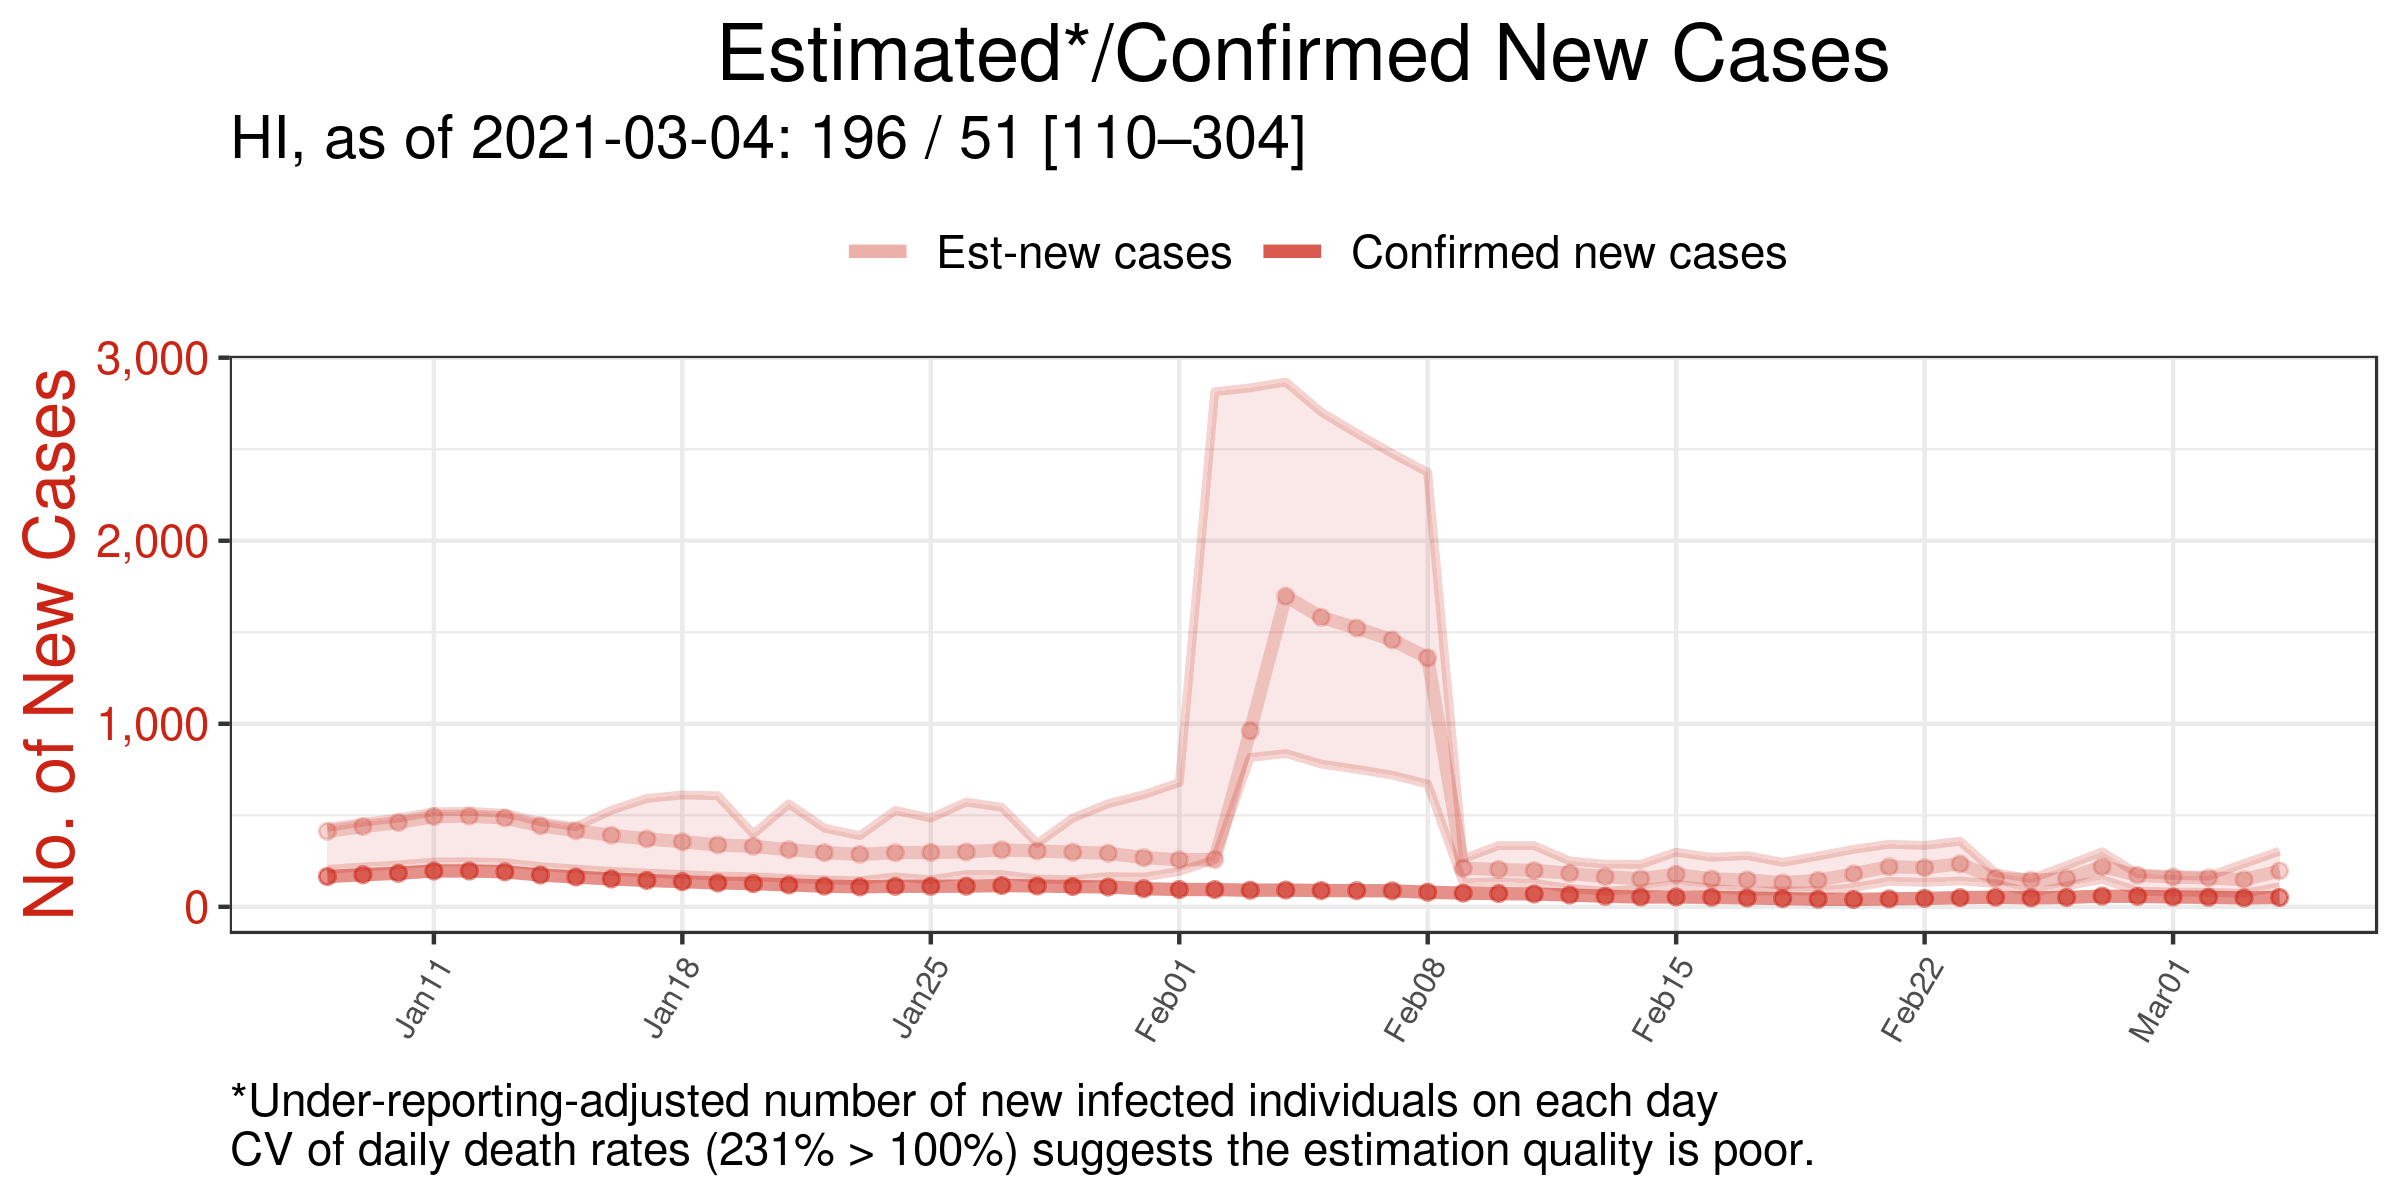 Estimated*/Confirmed New Cases
HI, as of 2021-03-04: 196 / 51 [110–304]
Est-new cases
Confirmed new cases
No. of New Cases
3,000
2,000
1,000
0
Jan11
Jan18
Jan25
Feb01
Feb08
Feb15
Feb22
Mar01
*Under-reporting-adjusted number of new infected individuals on each day
CV of daily death rates (231% > 100%) suggests the estimation quality is poor.